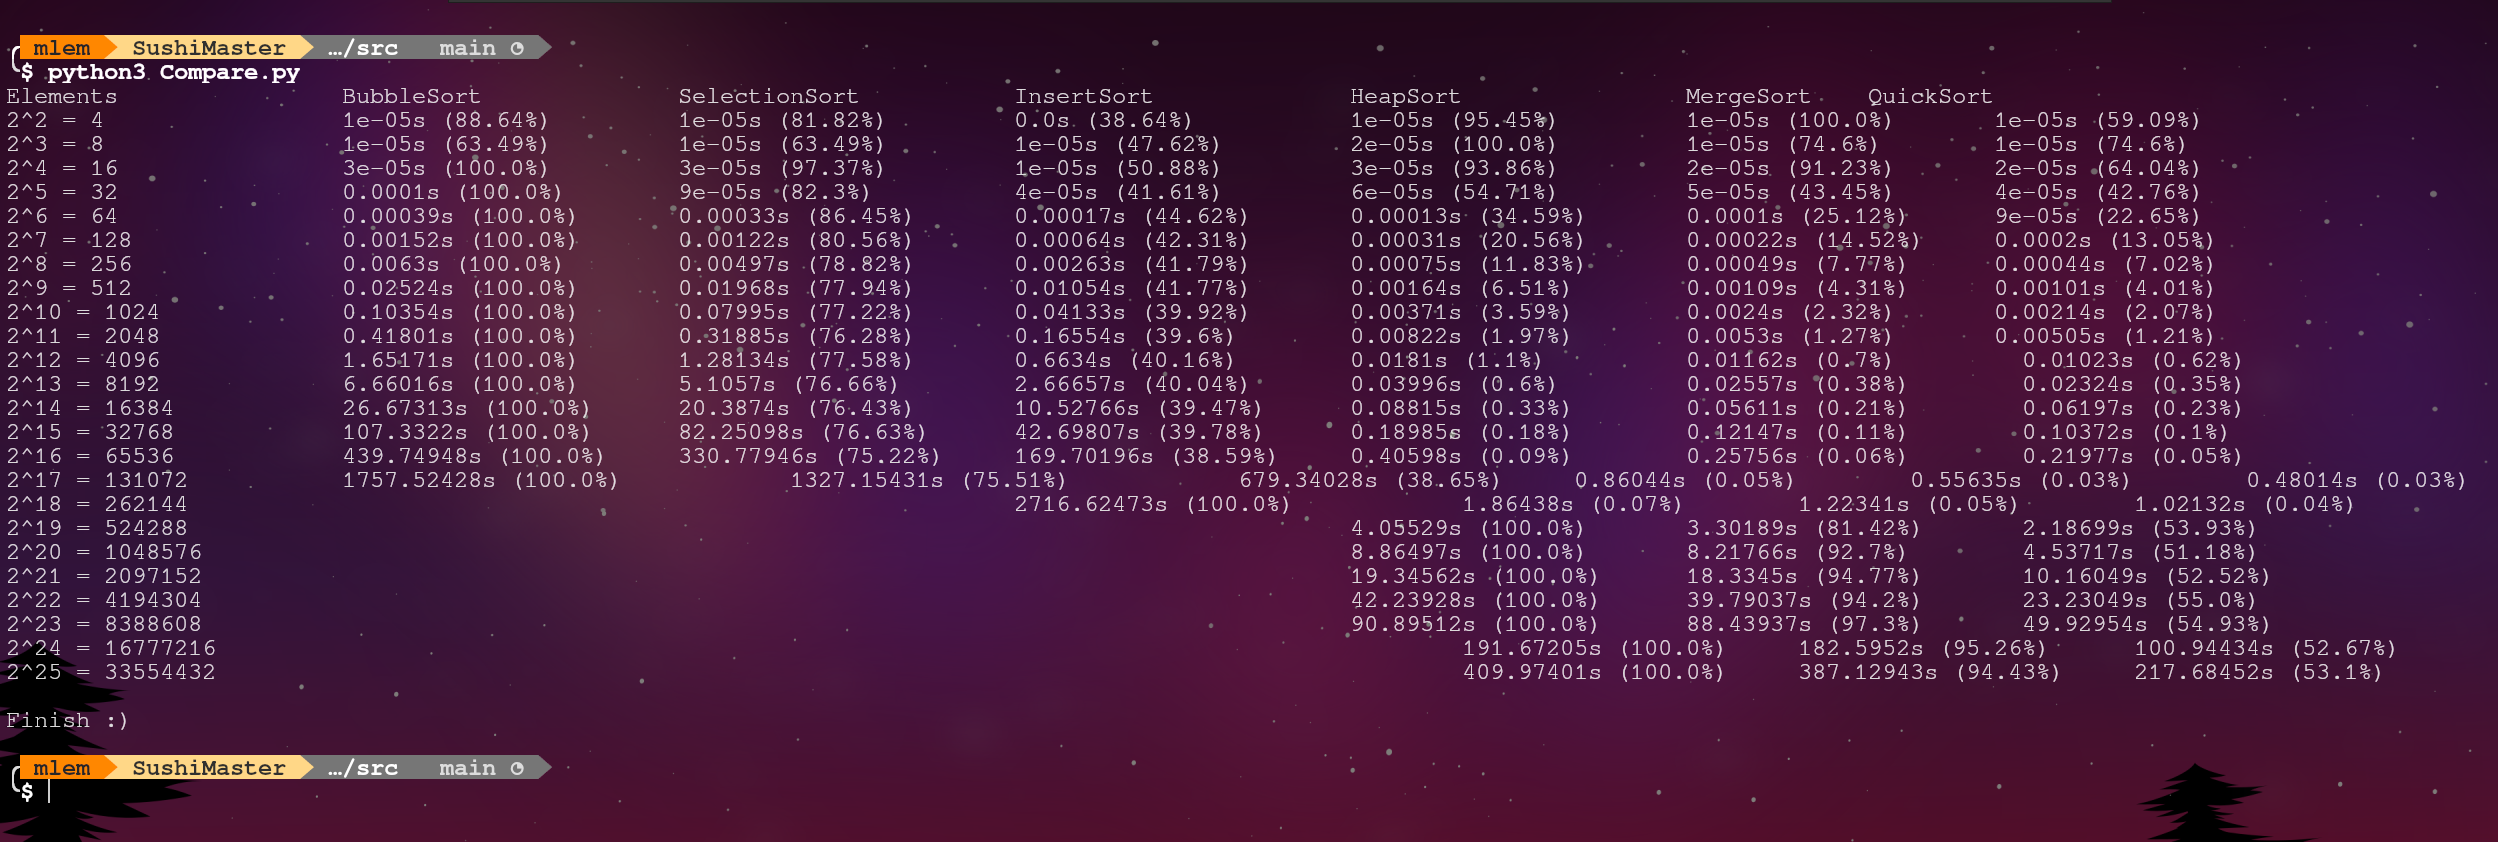 mlem SushiMaster …/src main ◔
$ python3 Compare.py
Elements BubbleSort SelectionSort InsertSort HeapSort MergeSort QuickSort
2^2 = 4 1e-05s (88.64%) 1e-05s (81.82%) 0.0s (38.64%) 1e-05s (95.45%) 1e-05s (100.0%) 1e-05s (59.09%)
2^3 = 8 1e-05s (63.49%) 1e-05s (63.49%) 1e-05s (47.62%) 2e-05s (100.0%) 1e-05s (74.6%) 1e-05s (74.6%)
2^4 = 16 3e-05s (100.0%) 3e-05s (97.37%) 1e-05s (50.88%) 3e-05s (93.86%) 2e-05s (91.23%) 2e-05s (64.04%)
2^5 = 32 0.0001s (100.0%) 9e-05s (82.3%) 4e-05s (41.61%) 6e-05s (54.71%) 5e-05s (43.45%) 4e-05s (42.76%)
2^6 = 64 0.00039s (100.0%) 0.00033s (86.45%) 0.00017s (44.62%) 0.00013s (34.59%) 0.0001s (25.12%) 9e-05s (22.65%)
2^7 = 128 0.00152s (100.0%) 0.00122s (80.56%) 0.00064s (42.31%) 0.00031s (20.56%) 0.00022s (14.52%) 0.0002s (13.05%)
2^8 = 256 0.0063s (100.0%) 0.00497s (78.82%) 0.00263s (41.79%) 0.00075s (11.83%) 0.00049s (7.77%) 0.00044s (7.02%)
2^9 = 512 0.02524s (100.0%) 0.01968s (77.94%) 0.01054s (41.77%) 0.00164s (6.51%) 0.00109s (4.31%) 0.00101s (4.01%)
2^10 = 1024 0.10354s (100.0%) 0.07995s (77.22%) 0.04133s (39.92%) 0.00371s (3.59%) 0.0024s (2.32%) 0.00214s (2.07%)
2^11 = 2048 0.41801s (100.0%) 0.31885s (76.28%) 0.16554s (39.6%) 0.00822s (1.97%) 0.0053s (1.27%) 0.00505s (1.21%)
2^12 = 4096 1.65171s (100.0%) 1.28134s (77.58%) 0.6634s (40.16%) 0.0181s (1.1%) 0.01162s (0.7%) 0.01023s (0.62%)
2^13 = 8192 6.66016s (100.0%) 5.1057s (76.66%) 2.66657s (40.04%) 0.03996s (0.6%) 0.02557s (0.38%) 0.02324s (0.35%)
2^14 = 16384 26.67313s (100.0%) 20.3874s (76.43%) 10.52766s (39.47%) 0.08815s (0.33%) 0.05611s (0.21%) 0.06197s (0.23%)
2^15 = 32768 107.3322s (100.0%) 82.25098s (76.63%) 42.69807s (39.78%) 0.18985s (0.18%) 0.12147s (0.11%) 0.10372s (0.1%)
2^16 = 65536 439.74948s (100.0%) 330.77946s (75.22%) 169.70196s (38.59%) 0.40598s (0.09%) 0.25756s (0.06%) 0.21977s (0.05%)
2^17 = 131072 1757.52428s (100.0%) 1327.15431s (75.51%) 679.34028s (38.65%) 0.86044s (0.05%) 0.55635s (0.03%) 0.48014s (0.03%)
2^18 = 262144 2716.62473s (100.0%) 1.86438s (0.07%) 1.22341s (0.05%) 1.02132s (0.04%)
2^19 = 524288 4.05529s (100.0%) 3.30189s (81.42%) 2.18699s (53.93%)
2^20 = 1048576 8.86497s (100.0%) 8.21766s (92.7%) 4.53717s (51.18%)
2^21 = 2097152 19.34562s (100.0%) 18.3345s (94.77%) 10.16049s (52.52%)
2^22 = 4194304 42.23928s (100.0%) 39.79037s (94.2%) 23.23049s (55.0%)
2^23 = 8388608 90.89512s (100.0%) 88.43937s (97.3%) 49.92954s (54.93%)
2^24 = 16777216 191.67205s (100.0%) 182.5952s (95.26%) 100.94434s (52.67%)
2^25 = 33554432 409.97401s (100.0%) 387.12943s (94.43%) 217.68452s (53.1%)
Finish :)
mlem SushiMaster …/src main ◔
$